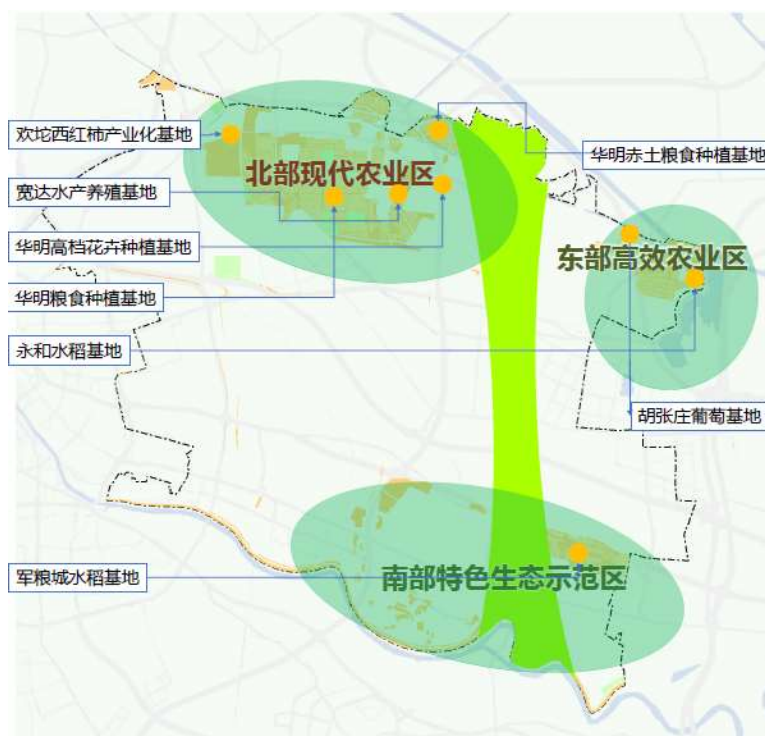 欢坨西红柿产业化基地
华明赤土粮食种植基地
北部现代农业区
宽达水产养殖基地
华明高档花卉种植基地
东部高效农业区
华明粮食种植基地
永和水稻基地
胡张庄葡萄基地
军粮城水稻基地
南部特色生态示范区